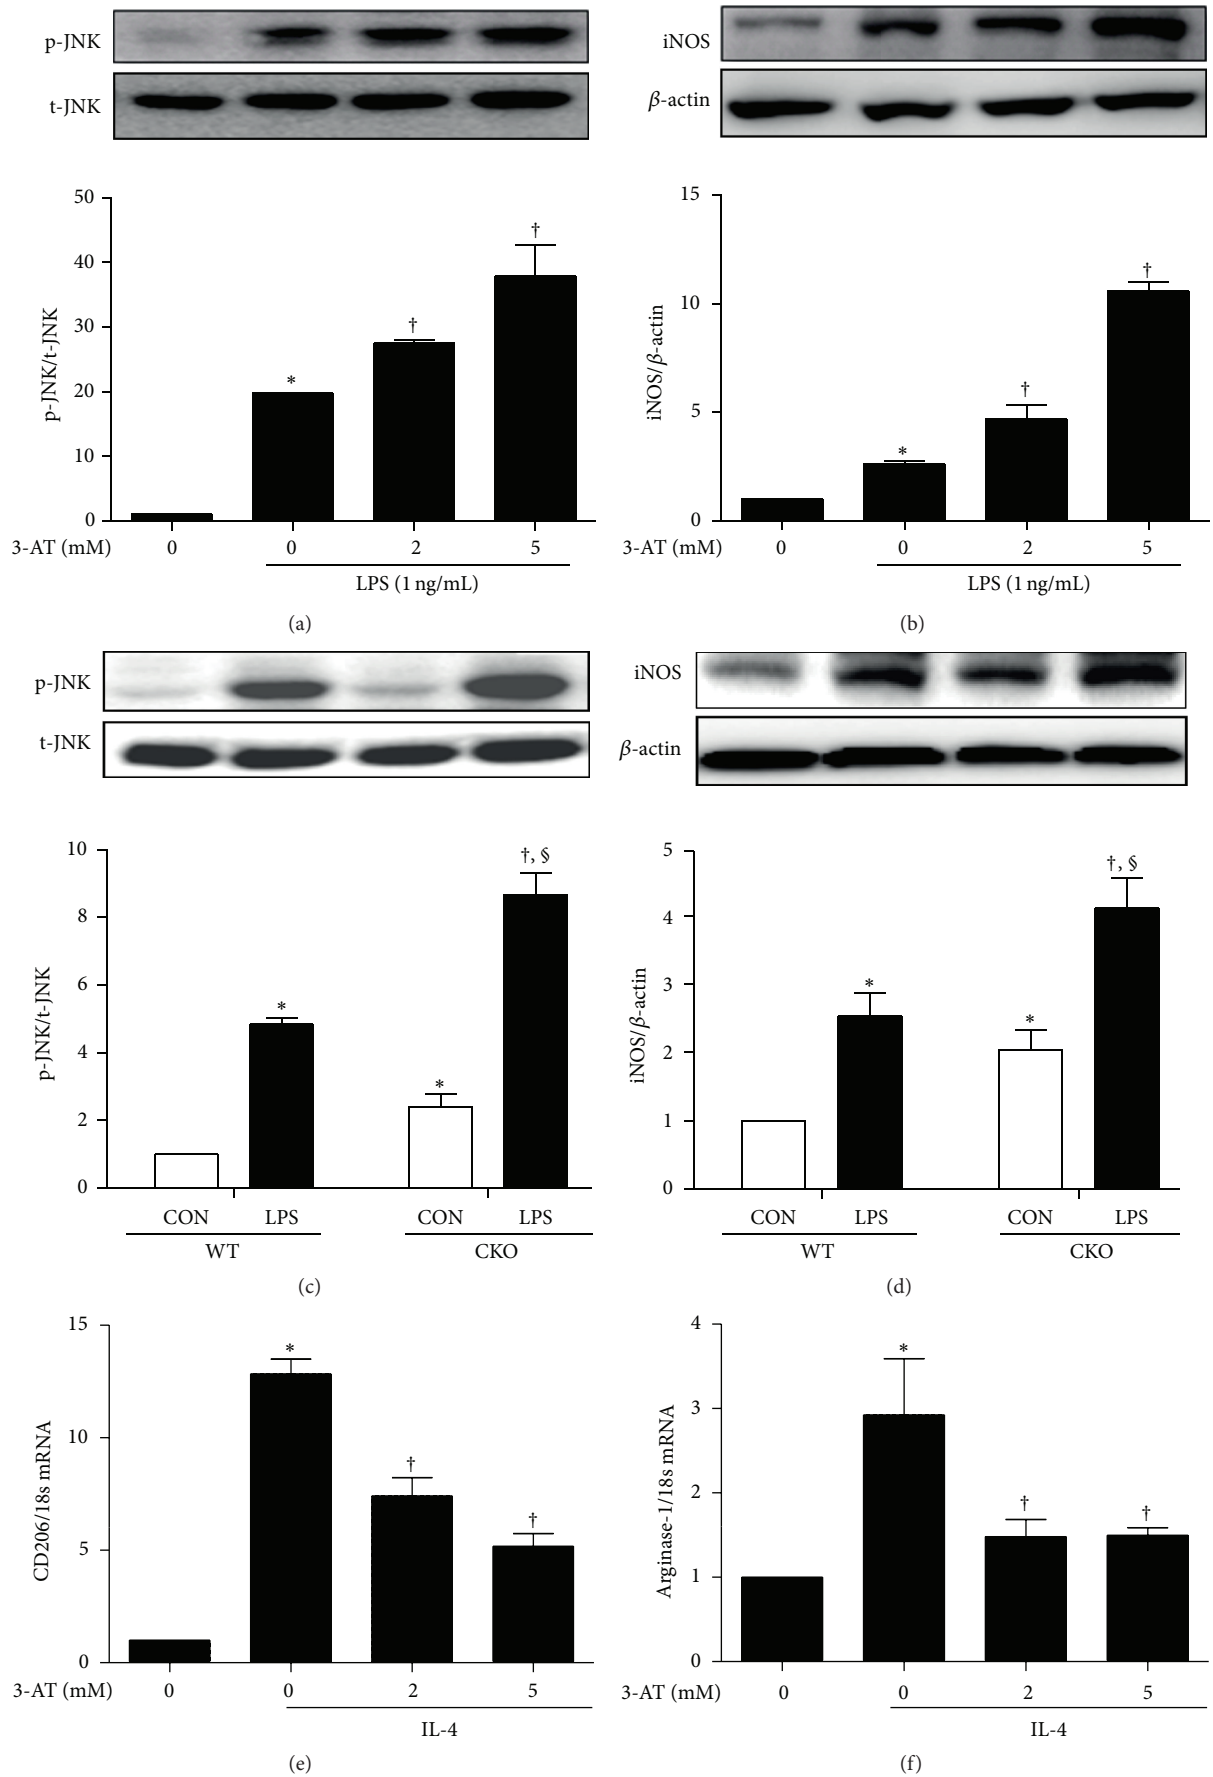 p-JNK
t-JNK
50
40
30
20
10
0
p-JNK/t-JNK
*
†
†
3-AT (mM)
0
0
2
5
LPS (1 ng/mL)
(a)
iNOS
β-actin
15
10
5
0
iNOS/β-actin
*
†
†
3-AT (mM)
0
0
2
5
LPS (1 ng/mL)
(b)
p-JNK
t-JNK
10
8
6
4
2
0
p-JNK/t-JNK
*
*
†, §
CON
LPS
CON
LPS
WT
CKO
(c)
iNOS
β-actin
5
4
3
2
1
0
iNOS/β-actin
*
*
†, §
CON
LPS
CON
LPS
WT
CKO
(d)
15
10
5
0
CD206/18s mRNA
*
†
†
3-AT (mM)
0
0
2
5
IL-4
(e)
4
3
2
1
0
Arginase-1/18s mRNA
*
†
†
3-AT (mM)
0
0
2
5
IL-4
(f)